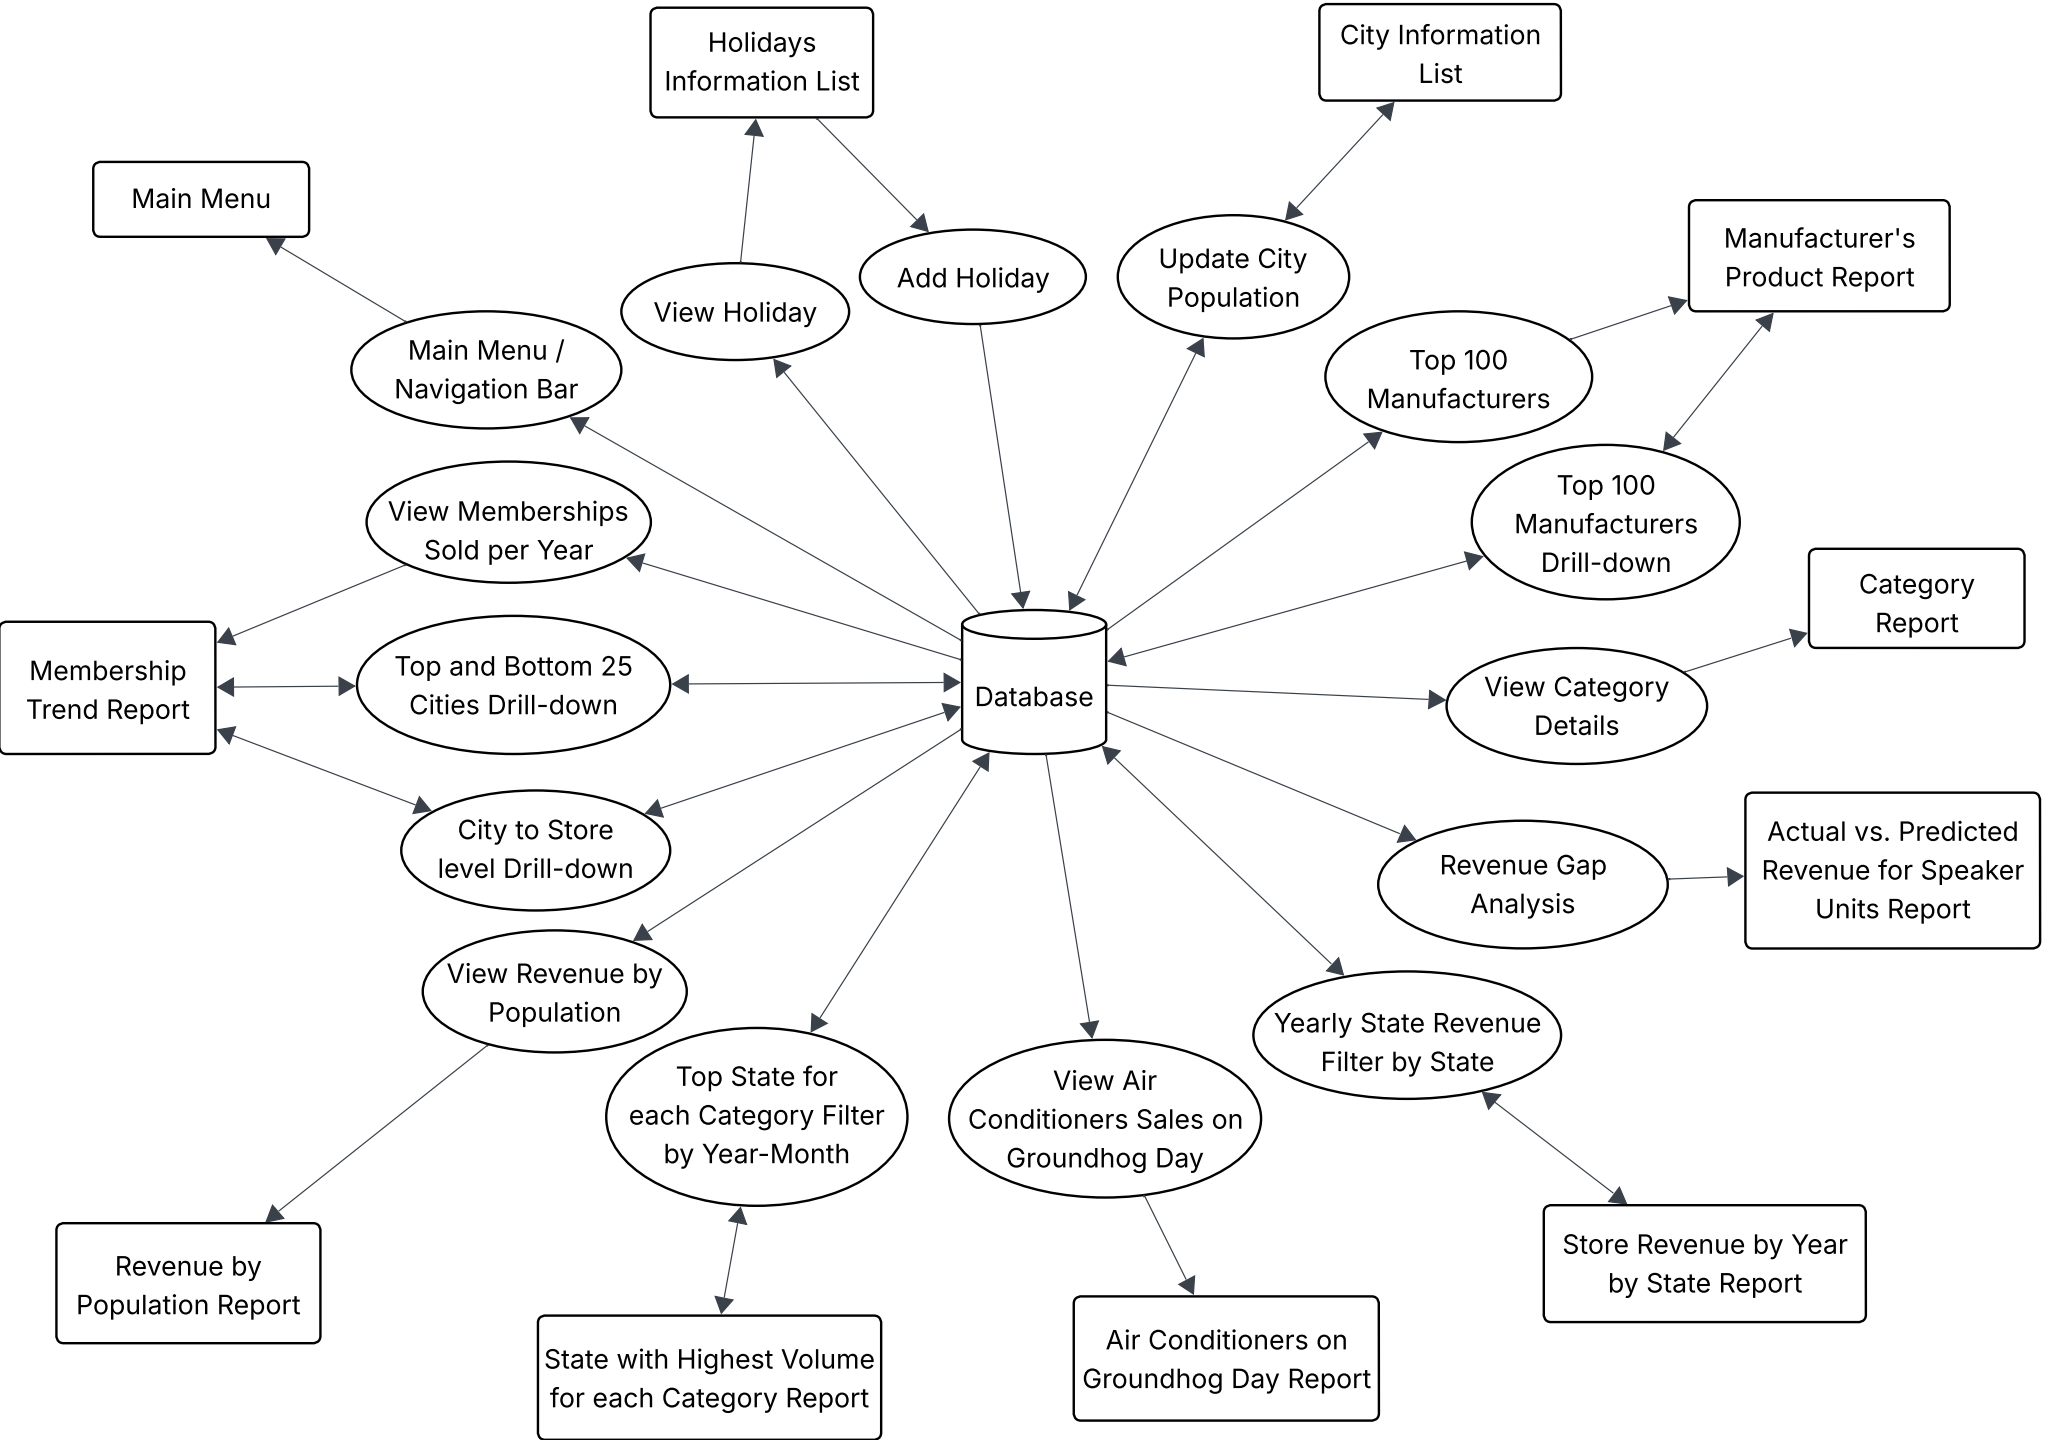 Holidays
Information List
City Information
List
Main Menu
Manufacturer's
Product Report
Add Holiday
Update City
Population
View Holiday
Main Menu /
Navigation Bar
Top 100
Manufacturers
View Memberships
Sold per Year
Top 100
Manufacturers
Drill-down
Category
Report
Membership
Trend Report
Top and Bottom 25
Cities Drill-down
Database
View Category
Details
City to Store
level Drill-down
Revenue Gap
Analysis
Actual vs. Predicted
Revenue for Speaker
Units Report
View Revenue by
Population
Yearly State Revenue
Filter by State
Top State for
each Category Filter
by Year-Month
View Air
Conditioners Sales on
Groundhog Day
Revenue by
Population Report
Store Revenue by Year
by State Report
State with Highest Volume
for each Category Report
Air Conditioners on
Groundhog Day Report